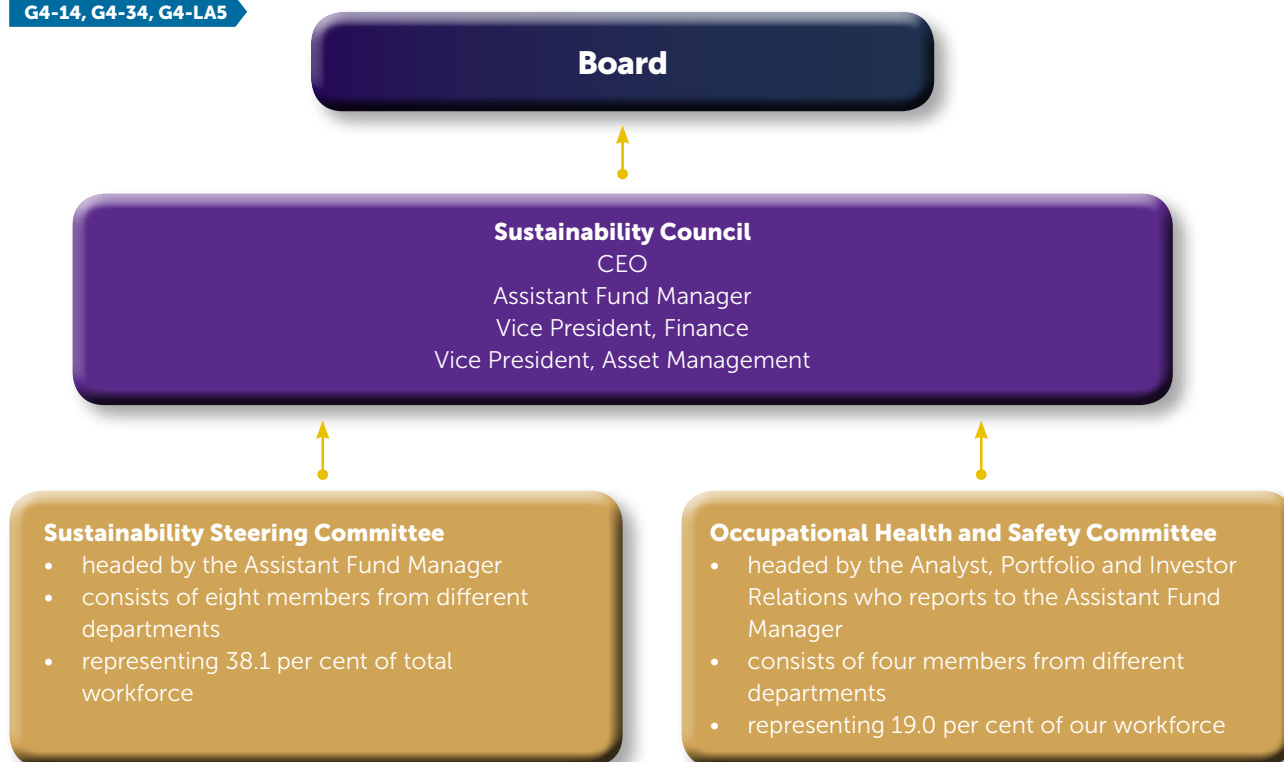 G4-14, G4-34, G4-LA5
Board
Sustainability Council
CEO
Assistant Fund Manager
Vice President, Finance
Vice President, Asset Management
Sustainability Steering Committee
• headed by the Assistant Fund Manager
• consists of eight members from different
departments
• representing 38.1 per cent of total
workforce
Occupational Health and Safety Committee
• headed by the Analyst, Portfolio and Investor
Relations who reports to the Assistant Fund
Manager
• consists of four members from different
departments
• representing 19.0 per cent of our workforce